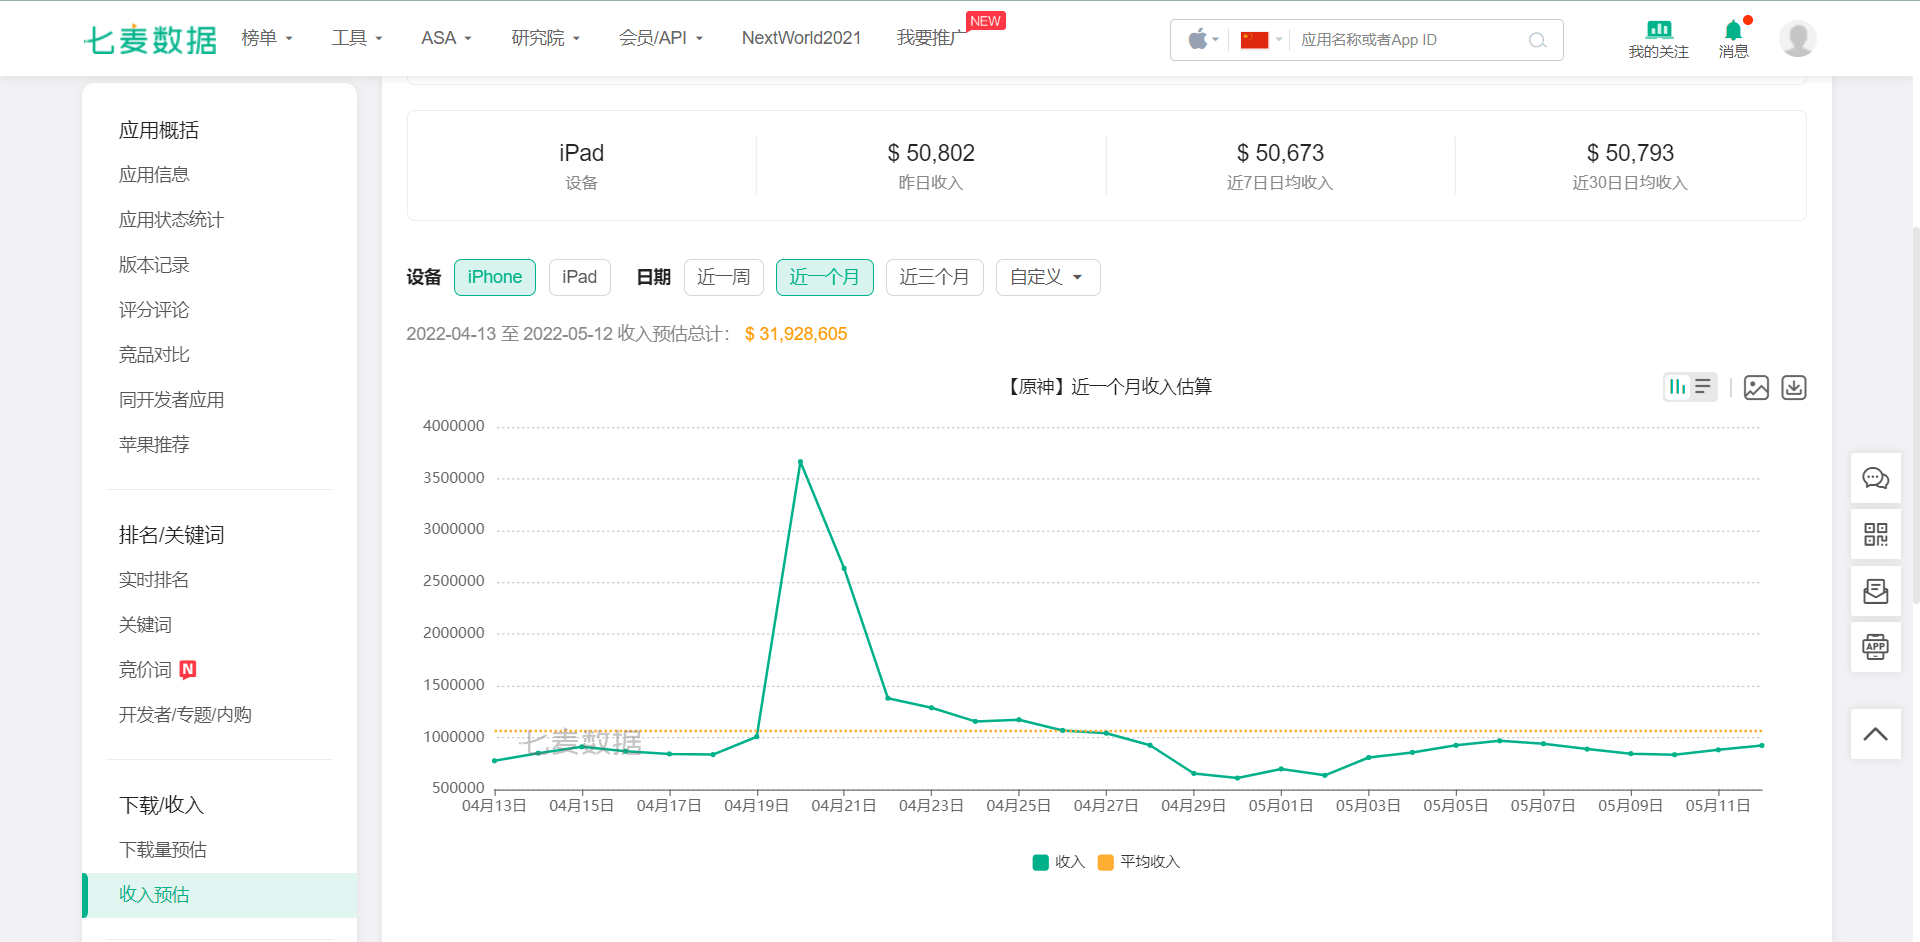 七麦数据
榜单
工具
ASA
研究院
会员/API
NextWorld2021
我要推广
NEW
应用名称或者App ID
我的关注
消息
应用概括
应用信息
应用状态统计
版本记录
评分评论
竞品对比
同开发者应用
苹果推荐
排名/关键词
实时排名
关键词
竞价词 N
开发者/专题/内购
下载/收入
下载量预估
收入预估
iPad
设备
$ 50,802
昨日收入
$ 50,673
近7日日均收入
$ 50,793
近30日日均收入
设备 iPhone iPad 日期 近一周 近一个月 近三个月 自定义
2022-04-13 至 2022-05-12 收入预估总计： $ 31,928,605
【原神】近一个月收入估算
4000000
3500000
3000000
2500000
2000000
1500000
1000000
500000
七麦数据
04月13日 04月15日 04月17日 04月19日 04月21日 04月23日 04月25日 04月27日 04月29日 05月01日 05月03日 05月05日 05月07日 05月09日 05月11日
收入 平均收入
APP